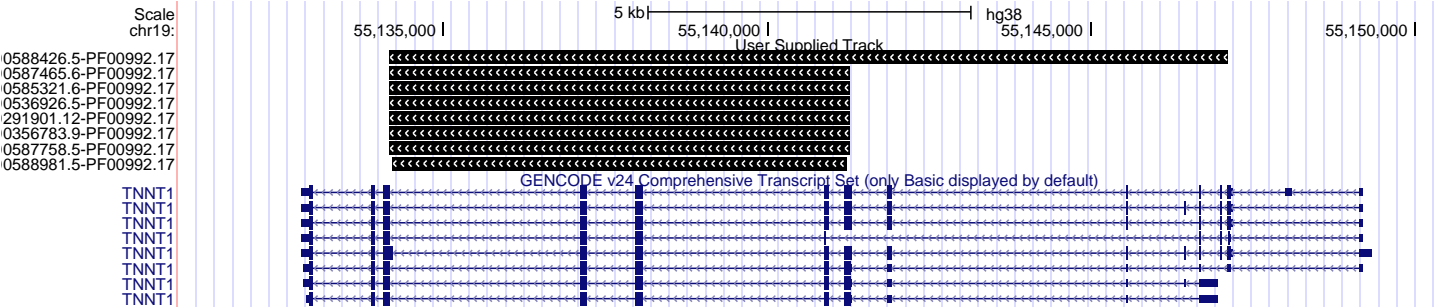 Scale 5 kb hg38
chr19: 55,135,000 55,140,000 55,145,000 55,150,000
User Supplied Track
0588426.5-PF00992.17
0587465.6-PF00992.17
0585321.6-PF00992.17
0536926.5-PF00992.17
291901.12-PF00992.17
0356783.9-PF00992.17
0587758.5-PF00992.17
0588981.5-PF00992.17
GENCODE v24 Comprehensive Transcript Set (only Basic displayed by default)
TNNT1
TNNT1
TNNT1
TNNT1
TNNT1
TNNT1
TNNT1
TNNT1